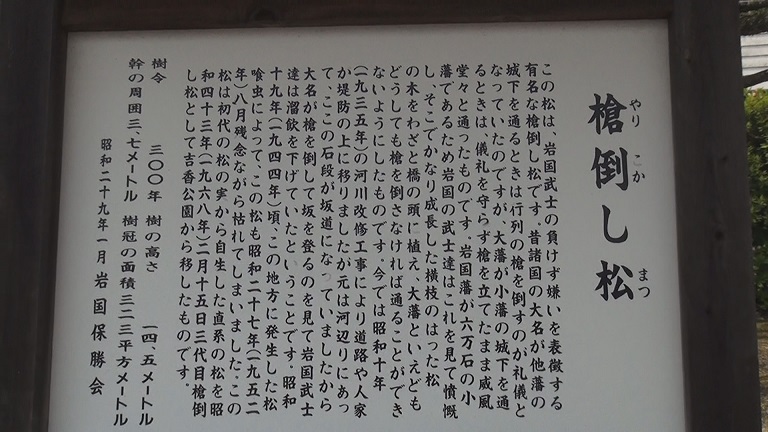 槍倒し松
やり こか まつ
この松は、岩国武士の負けず嫌いを表徴する
有名な槍倒し松です。昔諸国の大名が他藩の
城下を通るときは行列の槍を倒すのが礼儀と
なっていたのですが、大藩が小藩の城下を通
るときは、儀礼を守らず槍を立てたまま威風
堂々と通ったものです。岩国藩が六万石の小
藩であるため岩国の武士達はこれを見て憤慨
し、そこでかなり成長した横枝のはった松
の木をわざと橋の頭に植え、大藩といえども
どうしても槍を倒さなければ通ることができ
ないようにしたものです。今では昭和十年
(一九三五年)の河川改修工事により道路や人家
が堤防の上に移りましたが元は河辺りにあっ
て、ここの石段が坂道になっていましたから
大名が槍を倒して坂を登るのを見て岩国武士
達は溜飲を下げていたということです。昭和
十九年(一九四四年)頃、この地方に発生した松
喰虫によって、この松も昭和二十七年(一九五二
年)八月残念ながら枯れてしまいました。この
松は初代の松の実から自生した直系の松を昭
和四十三年(一九六八年)二月十五日三代目槍倒
し松として吉香公園から移したものです。
樹令 三〇〇年 樹の高さ 一四、五メートル
幹の周囲三、七メートル 樹冠の面積三二三平方メートル
昭和二十九年一月 岩国保勝会